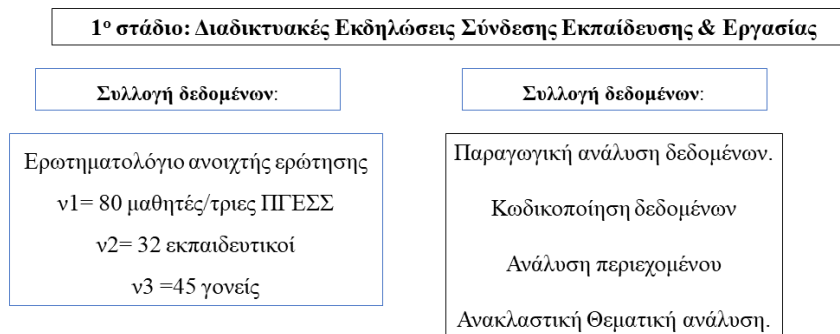 1ο στάδιο: Διαδικτυακές Εκδηλώσεις Σύνδεσης Εκπαίδευσης & Εργασίας
Συλλογή δεδομένων:
Ερωτηματολόγιο ανοιχτής ερώτησης
ν1= 80 μαθητές/τριες ΠΓΕΣΣ
ν2= 32 εκπαιδευτικοί
ν3 =45 γονείς
Συλλογή δεδομένων:
Παραγωγική ανάλυση δεδομένων.
Κωδικοποίηση δεδομένων
Ανάλυση περιεχομένου
Ανακλαστική Θεματική ανάλυση.